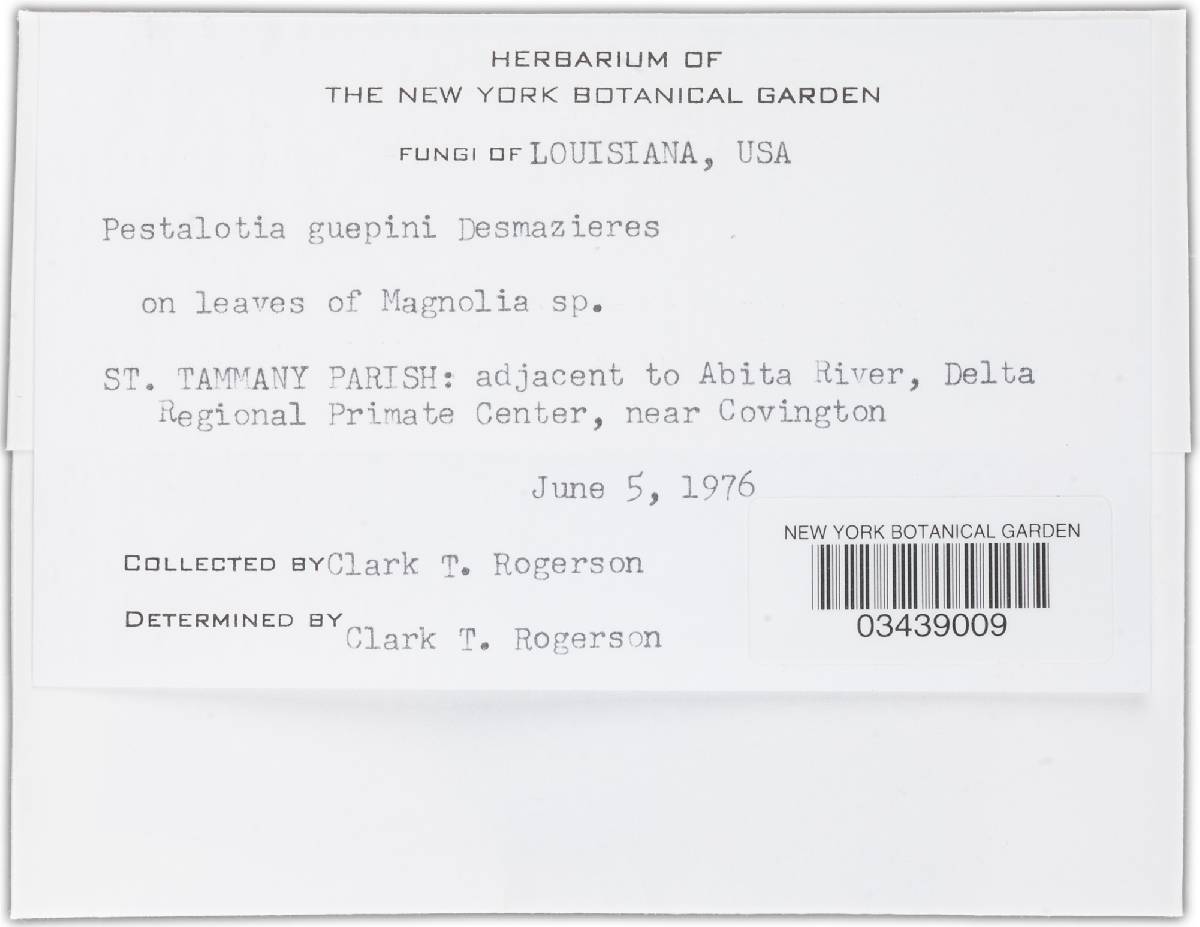 HERBARIUM OF
THE NEW YORK BOTANICAL GARDEN
FUNGI OF LOUISIANA, USA
Pestalotia guepini Desmazieres
on leaves of Magnolia sp.
ST. TAMMANY PARISH: adjacent to Abita River, Delta
Regional Primate Center, near Covington
June 5, 1976
COLLECTED BY Clark T. Rogerson
DETERMINED BY Clark T. Rogerson
NEW YORK BOTANICAL GARDEN
03439009